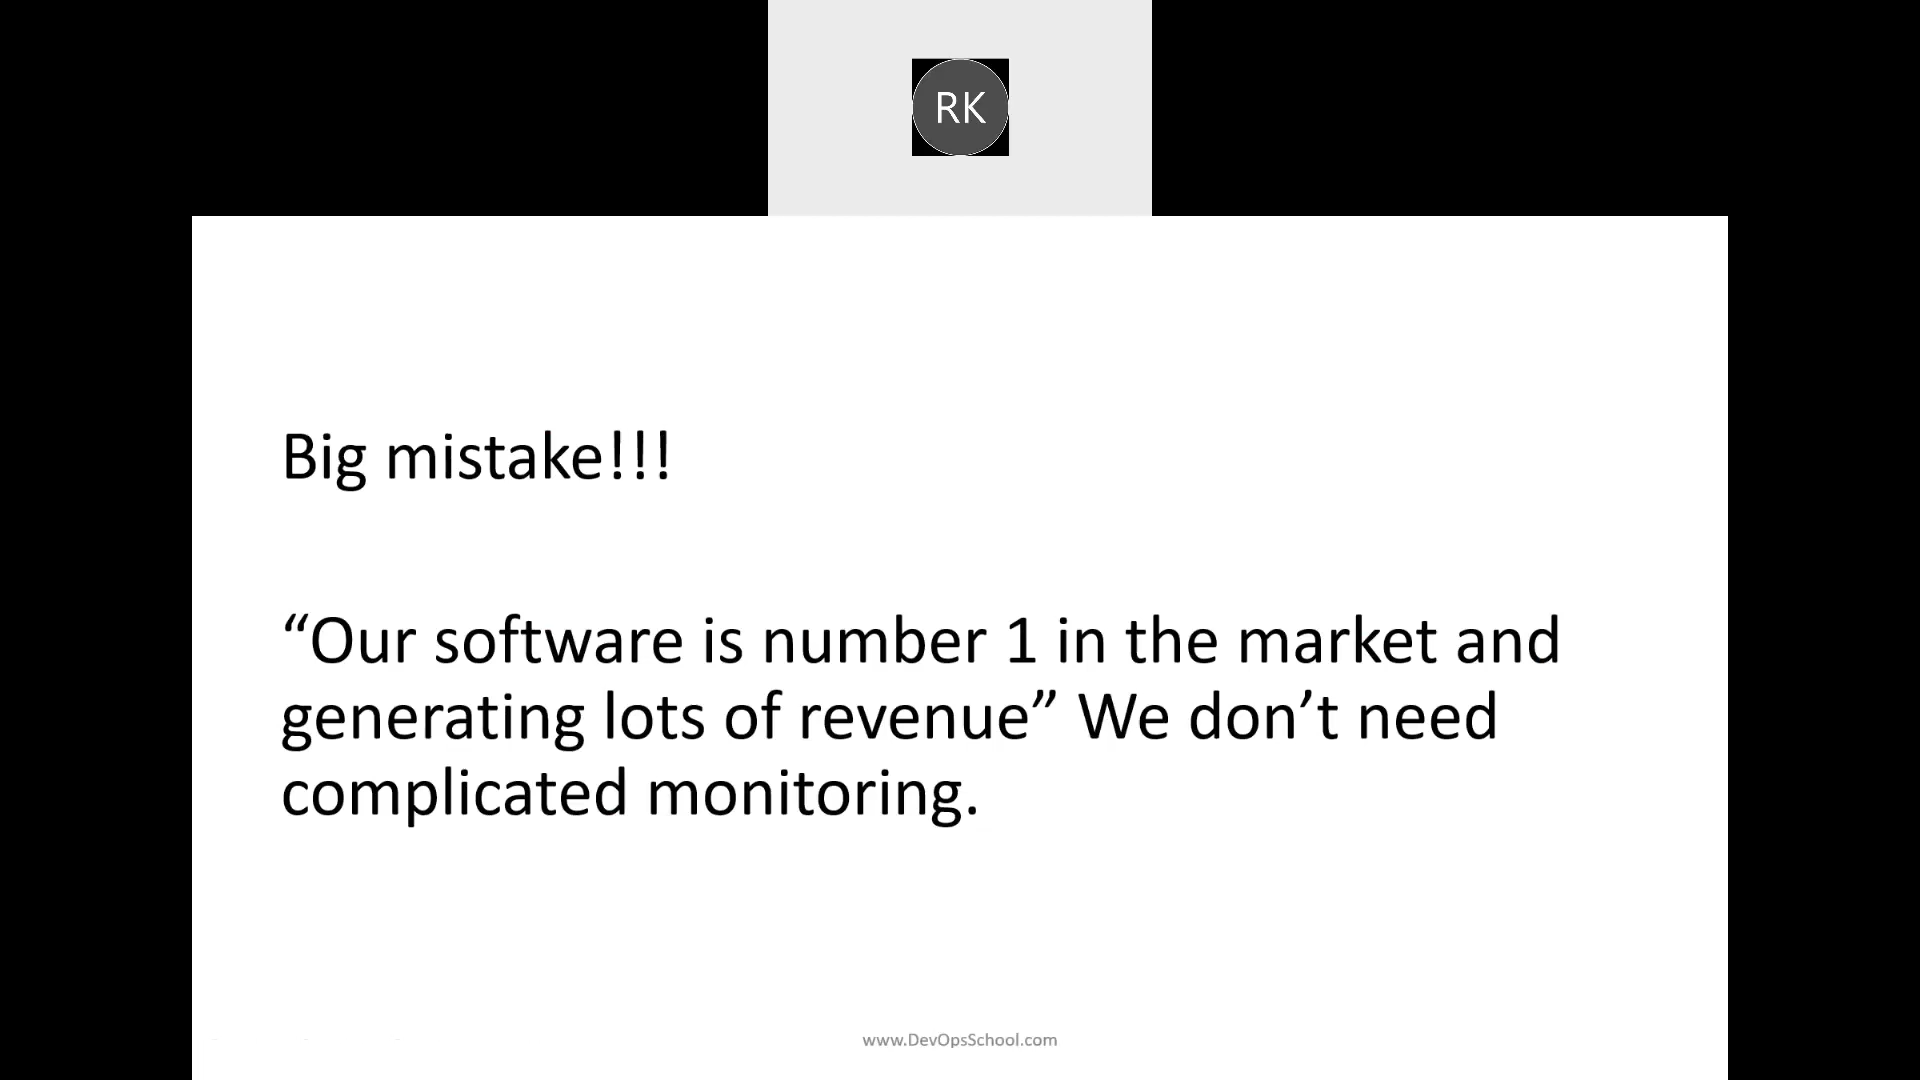 RK
Big mistake!!!
“Our software is number 1 in the market and
generating lots of revenue” We don’t need
complicated monitoring.
www.DevOpsSchool.com